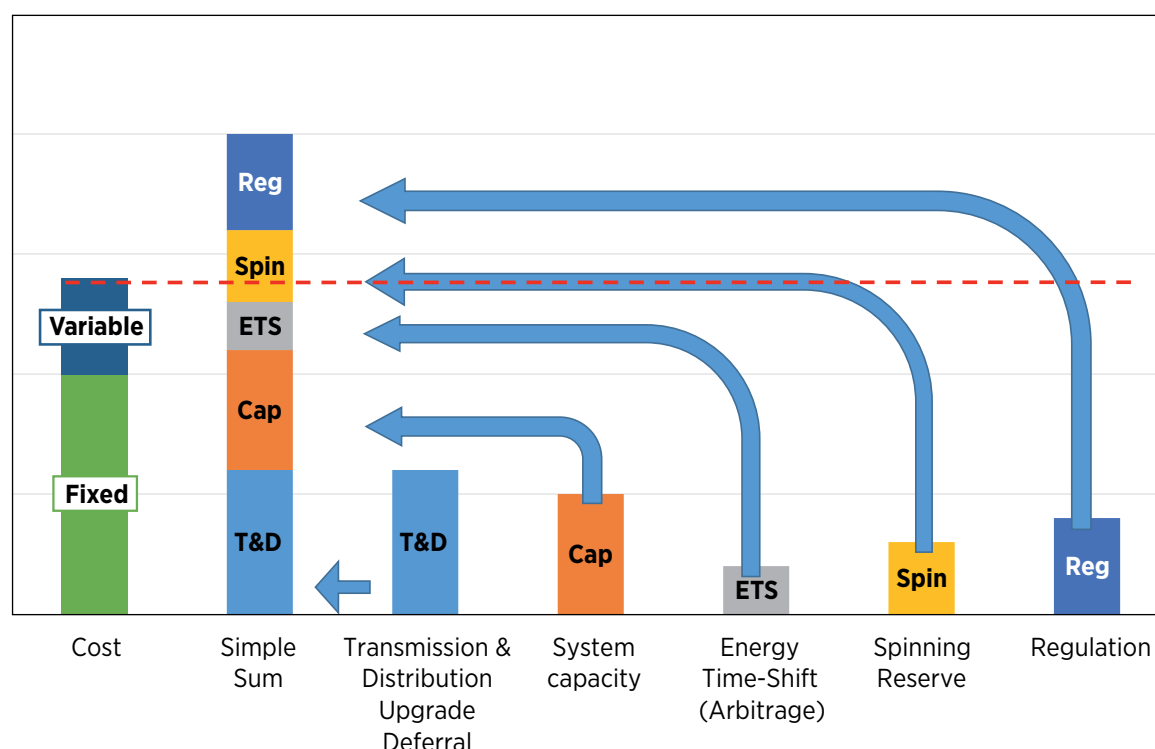 Reg
Spin
ETS
Cap
T&D
Variable
Fixed
T&D
Cap
ETS
Spin
Reg
Cost
Simple
Sum
Transmission &
Distribution
Upgrade
Deferral
System
capacity
Energy
Time-Shift
(Arbitrage)
Spinning
Reserve
Regulation